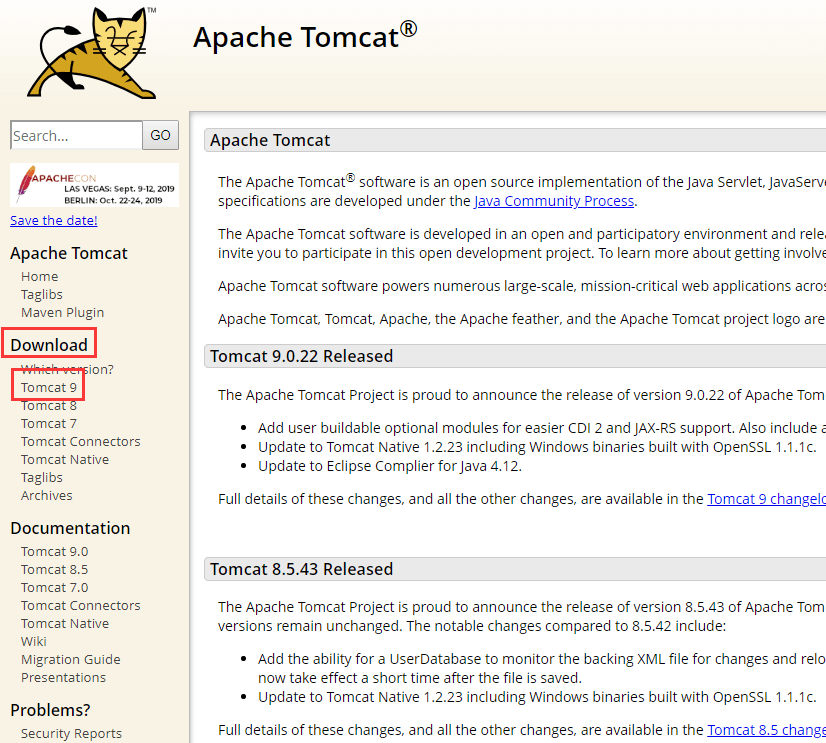 TM
Apache Tomcat®
Search...
GO
APACHECON
LAS VEGAS: Sept. 9-12, 2019
BERLIN: Oct. 22-24, 2019
Save the date!
Apache Tomcat
Home
Taglibs
Maven Plugin
Download
Which version?
Tomcat 9
Tomcat 8
Tomcat 7
Tomcat Connectors
Tomcat Native
Taglibs
Archives
Documentation
Tomcat 9.0
Tomcat 8.5
Tomcat 7.0
Tomcat Connectors
Tomcat Native
Wiki
Migration Guide
Presentations
Problems?
Security Reports
Apache Tomcat
The Apache Tomcat® software is an open source implementation of the Java Servlet, JavaServe
specifications are developed under the Java Community Process.
The Apache Tomcat software is developed in an open and participatory environment and relea
invite you to participate in this open development project. To learn more about getting involve
Apache Tomcat software powers numerous large-scale, mission-critical web applications acros
Apache Tomcat, Tomcat, Apache, the Apache feather, and the Apache Tomcat project logo are
Tomcat 9.0.22 Released
The Apache Tomcat Project is proud to announce the release of version 9.0.22 of Apache Tom
• Add user buildable optional modules for easier CDI 2 and JAX-RS support. Also include a
• Update to Tomcat Native 1.2.23 including Windows binaries built with OpenSSL 1.1.1c.
• Update to Eclipse Complier for Java 4.12.
Full details of these changes, and all the other changes, are available in the Tomcat 9 changelo
Tomcat 8.5.43 Released
The Apache Tomcat Project is proud to announce the release of version 8.5.43 of Apache Tom
versions remain unchanged. The notable changes compared to 8.5.42 include:
• Add the ability for a UserDatabase to monitor the backing XML file for changes and relo
now take effect a short time after the file is saved.
• Update to Tomcat Native 1.2.23 including Windows binaries built with OpenSSL 1.1.1c.
Full details of these changes, and all the other changes, are available in the Tomcat 8.5 change